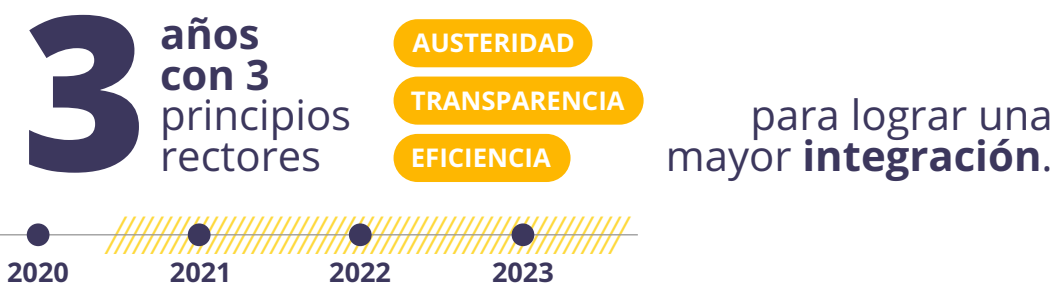 3
años
con 3
principios
rectores
AUSTERIDAD
TRANSPARENCIA
EFICIENCIA
para lograr una
mayor integración.
2020 2021 2022 2023